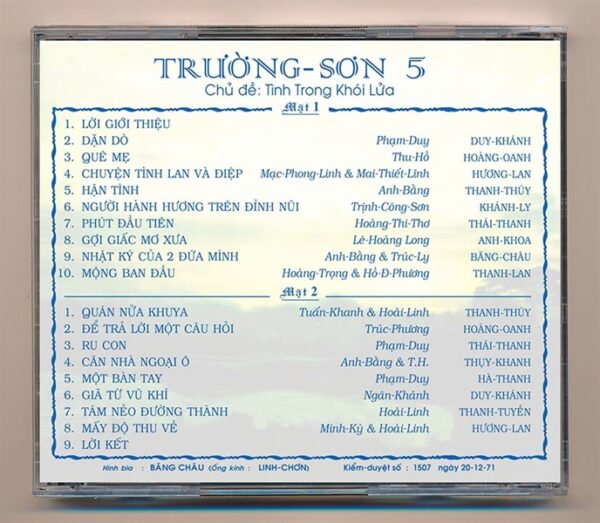 TRƯỜNG-SƠN 5
Chủ đề: Tình Trong Khói Lửa
Mặt 1
1. LỜI GIỚI THIỆU
2. DẶN DÒ Phạm-Duy DUY-KHÁNH
3. QUÊ MẸ Thu-Hồ HOÀNG-OANH
4. CHUYỆN TÌNH LAN VÀ ĐIỆP Mạc-Phong-Linh & Mai-Thiết-Lĩnh HƯƠNG-LAN
5. HẬN TÌNH Anh-Bằng THANH-THÚY
6. NGƯỜI HÀNH HƯƠNG TRÊN ĐỈNH NÚI Trịnh-Công-Sơn KHÁNH-LY
7. PHÚT ĐẦU TIÊN Hoàng-Thi-Thơ THÁI-THANH
8. GỢI GIẤC MƠ XƯA Lê-Hoàng Long ANH-KHOA
9. NHẬT KÝ CỦA 2 ĐỨA MÌNH Anh-Bằng & Trúc-Ly BĂNG-CHÂU
10. MỘNG BAN ĐẦU Hoàng-Trọng & Hồ-Đ-Phương THANH-LAN
Mặt 2
1. QUÁN NỬA KHUYA Tuấn-Khanh & Hoài-Linh THANH-THÚY
2. ĐỂ TRẢ LỜI MỘT CÂU HỎI Trúc-Phương HOÀNG-OANH
3. RU CON Phạm-Duy THÁI-THANH
4. CĂN NHÀ NGOẠI Ô Anh-Bằng & T.H. THỤY-KHANH
5. MỘT BÀN TAY Phạm-Duy HÀ-THANH
6. GIÃ TỪ VŨ KHÍ Ngân-Khánh DUY-KHÁNH
7. TÁM NẺO ĐƯỜNG THÀNH Hoài-Linh THANH-TUYỀN
8. MẤY ĐỘ THU VỀ Minh-Kỳ & Hoài-Linh HƯƠNG-LAN
9. LỜI KẾT
Hình bìa : BĂNG CHÂU (Ống kính : LINH-CHƠN) Kiểm-duyệt số : 1507 ngày 20-12-71